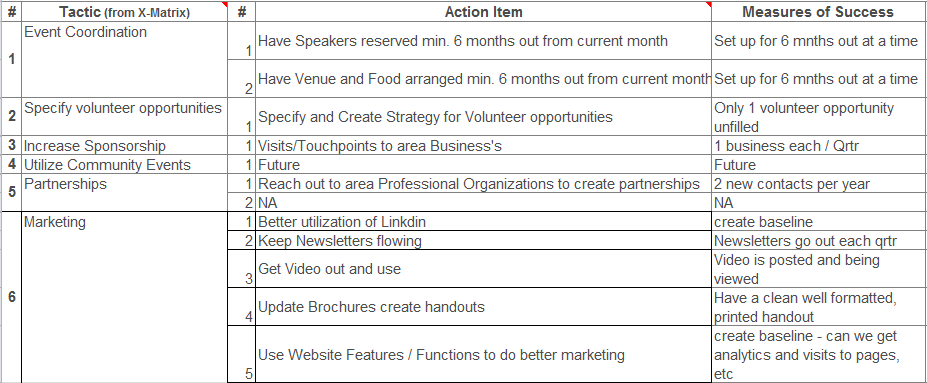 # Tactic (from X-Matrix) # Action Item Measures of Success
1 Event Coordination
1 Have Speakers reserved min. 6 months out from current month Set up for 6 mnths out at a time
2 Have Venue and Food arranged min. 6 months out from current month Set up for 6 mnths out at a time
2 Specify volunteer opportunities 1 Specify and Create Strategy for Volunteer opportunities Only 1 volunteer opportunity
unfilled
3 Increase Sponsorship 1 Visits/Touchpoints to area Business's 1 business each / Qrtr
4 Utilize Community Events 1 Future Future
5 Partnerships 1 Reach out to area Professional Organizations to create partnerships 2 new contacts per year
2 NA NA
6 Marketing 1 Better utilization of Linkdin create baseline
2 Keep Newsletters flowing Newsletters go out each qrtr
3 Get Video out and use Video is posted and being
viewed
4 Update Brochures create handouts Have a clean well formatted,
printed handout
5 Use Website Features / Functions to do better marketing create baseline - can we get
analytics and visits to pages,
etc